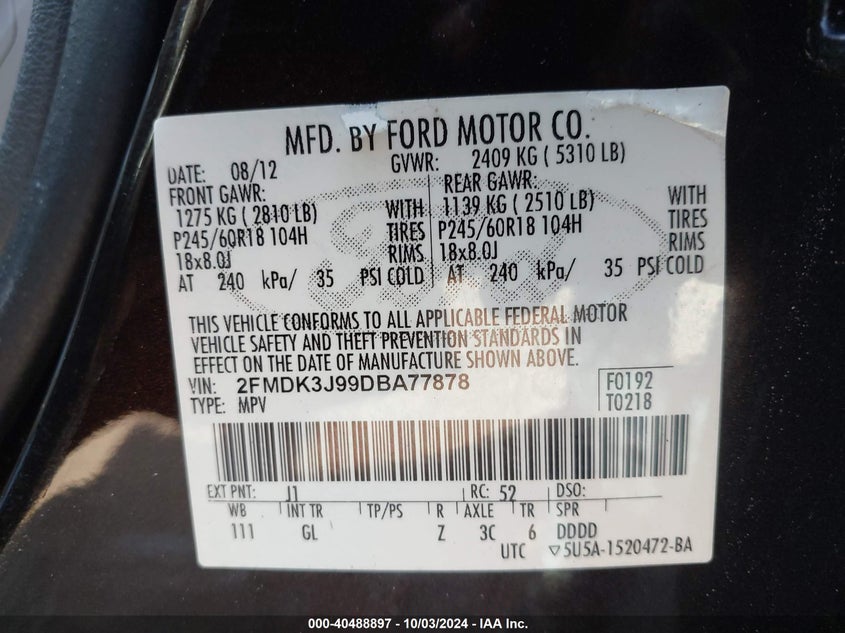 MFD. BY FORD MOTOR CO.
DATE: 08/12 GVWR: 2409 KG ( 5310 LB)
FRONT GAWR: REAR GAWR:
1275 KG ( 2810 LB) WITH 1139 KG ( 2510 LB) WITH
P245/60R18 104H TIRES P245/60R18 104H TIRES
18x8.0J RIMS 18x8.0J RIMS
AT 240 kPa/ 35 PSI COLD AT 240 kPa/ 35 PSI COLD
THIS VEHICLE CONFORMS TO ALL APPLICABLE FEDERAL MOTOR
VEHICLE SAFETY AND THEFT PREVENTION STANDARDS IN
EFFECT ON THE DATE OF MANUFACTURE SHOWN ABOVE.
VIN: 2FMDK3J99DBA77878 F0192
TYPE: MPV T0218
EXT PNT: J1 RC: 52 DSO:
WB INT TR TP/PS R AXLE TR SPR
111 GL Z 3C 6 DDDD
UTC ▽5U5A-1520472-BA
000-40488897 - 10/03/2024 - IAA Inc.